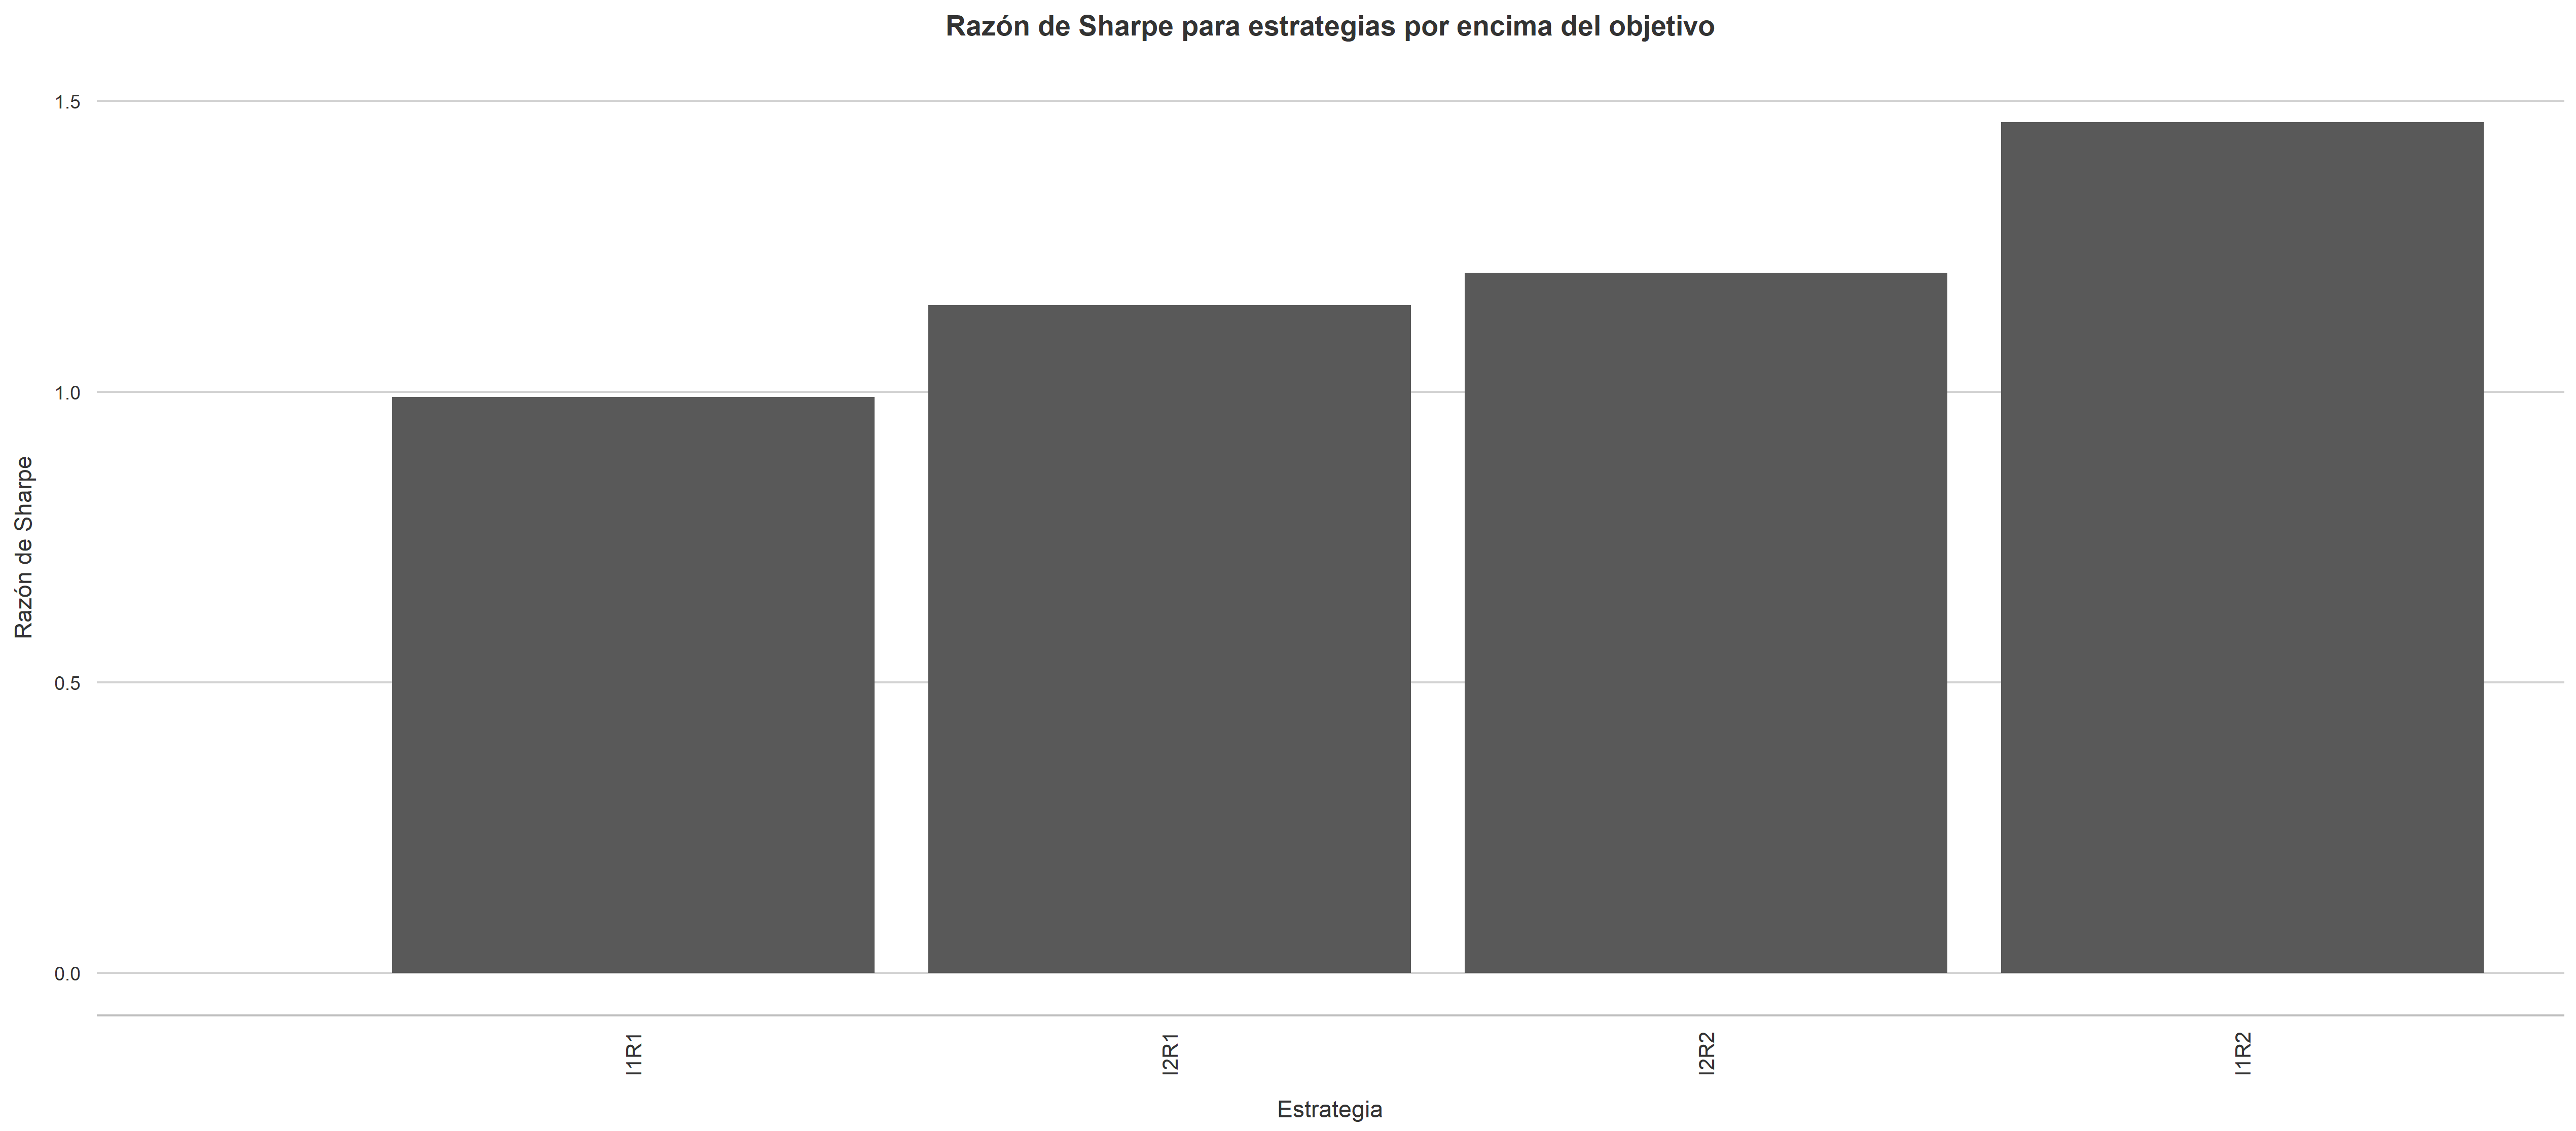 Razón de Sharpe para estrategias por encima del objetivo
1.5
1.0
0.5
0.0
Razón de Sharpe
I1R1
I2R1
I2R2
I1R2
Estrategia